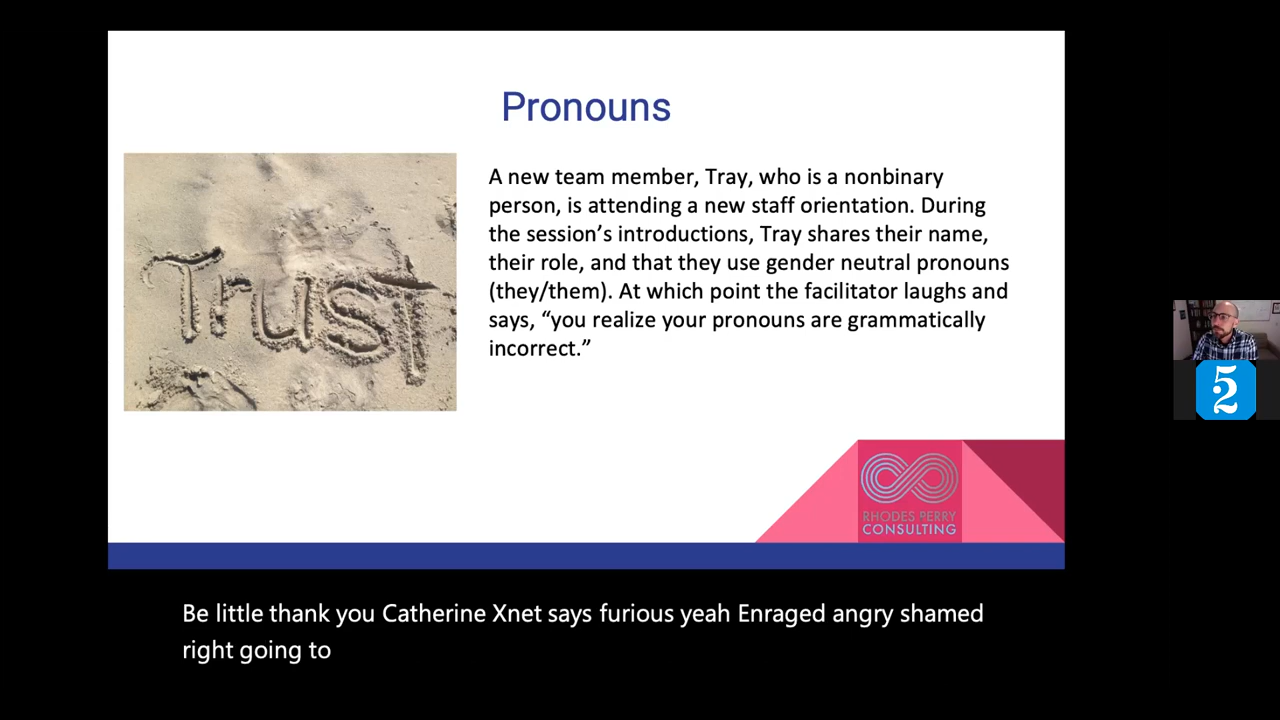 Pronouns
Trust
A new team member, Tray, who is a nonbinary
person, is attending a new staff orientation. During
the session’s introductions, Tray shares their name,
their role, and that they use gender neutral pronouns
(they/them). At which point the facilitator laughs and
says, “you realize your pronouns are grammatically
incorrect.”
RHODES PERRY
CONSULTING
52
Be little thank you Catherine Xnet says furious yeah Enraged angry shamed
right going to